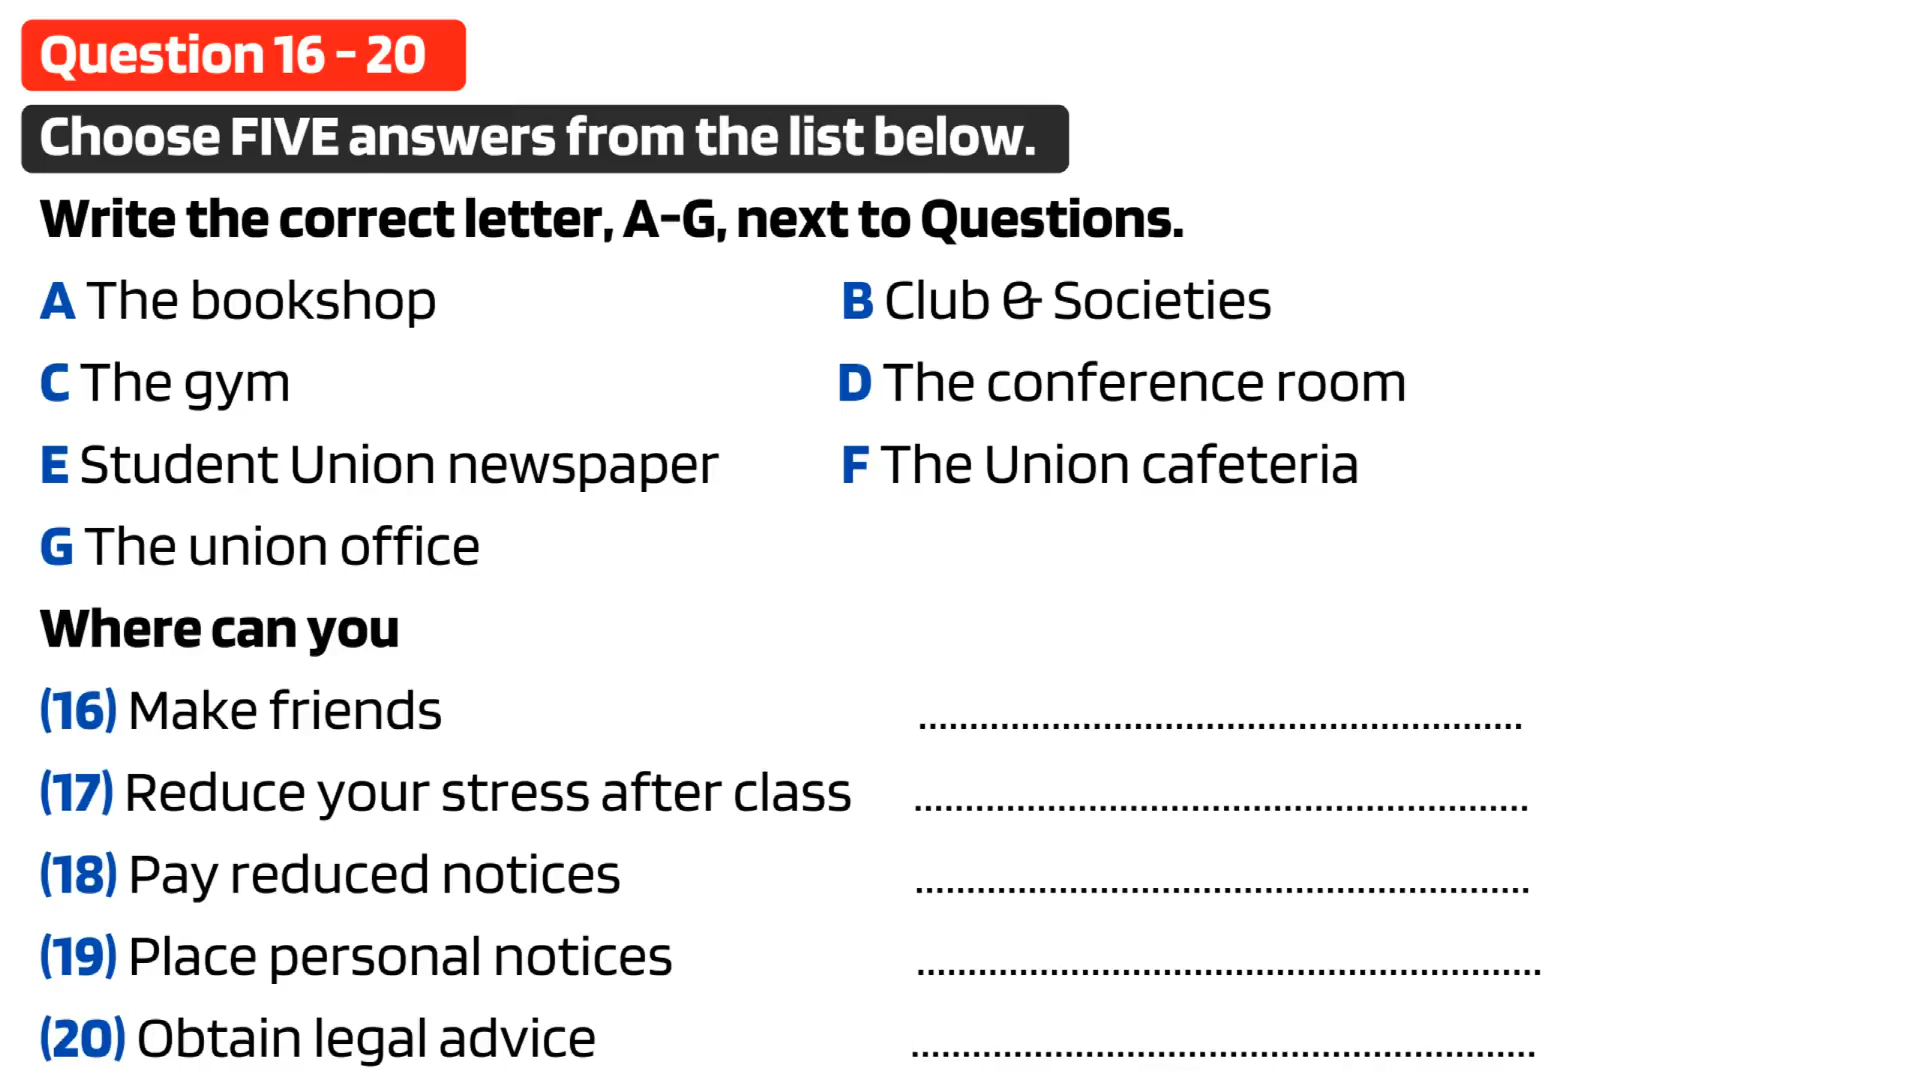 Question 16 - 20
Choose FIVE answers from the list below.
Write the correct letter, A-G, next to Questions.
A The bookshop B Club & Societies
C The gym D The conference room
E Student Union newspaper F The Union cafeteria
G The union office
Where can you
(16) Make friends ..........................................................
(17) Reduce your stress after class ..........................................................
(18) Pay reduced notices ..........................................................
(19) Place personal notices ..........................................................
(20) Obtain legal advice ..........................................................